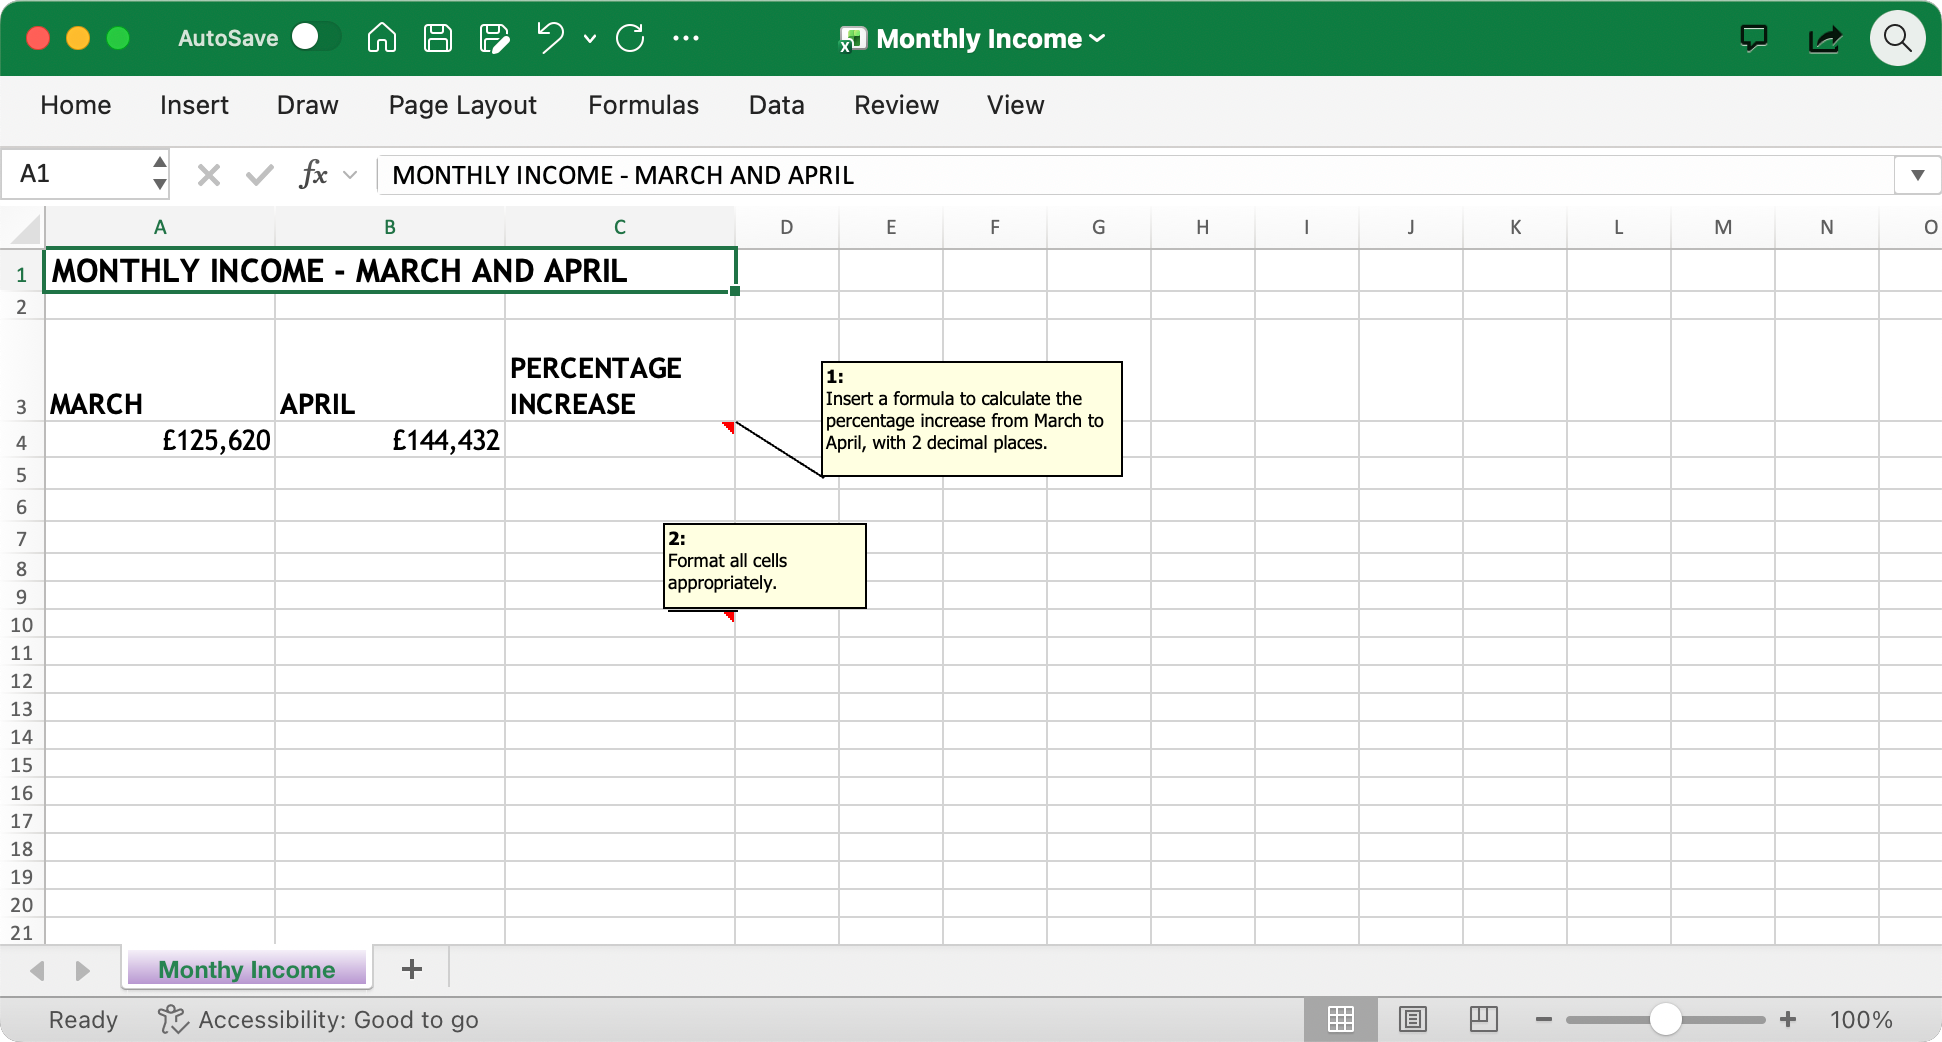 AutoSave
Monthly Income
Home Insert Draw Page Layout Formulas Data Review View
A1 fx MONTHLY INCOME - MARCH AND APRIL
A B C D E F G H I J K L M N O
1 MONTHLY INCOME - MARCH AND APRIL
2
PERCENTAGE
3 MARCH APRIL INCREASE
4 £125,620 £144,432
1:
Insert a formula to calculate the
percentage increase from March to
April, with 2 decimal places.
5
6
7
8
9
2:
Format all cells
appropriately.
10
11
12
13
14
15
16
17
18
19
20
21
Monthy Income +
Ready Accessibility: Good to go 100%